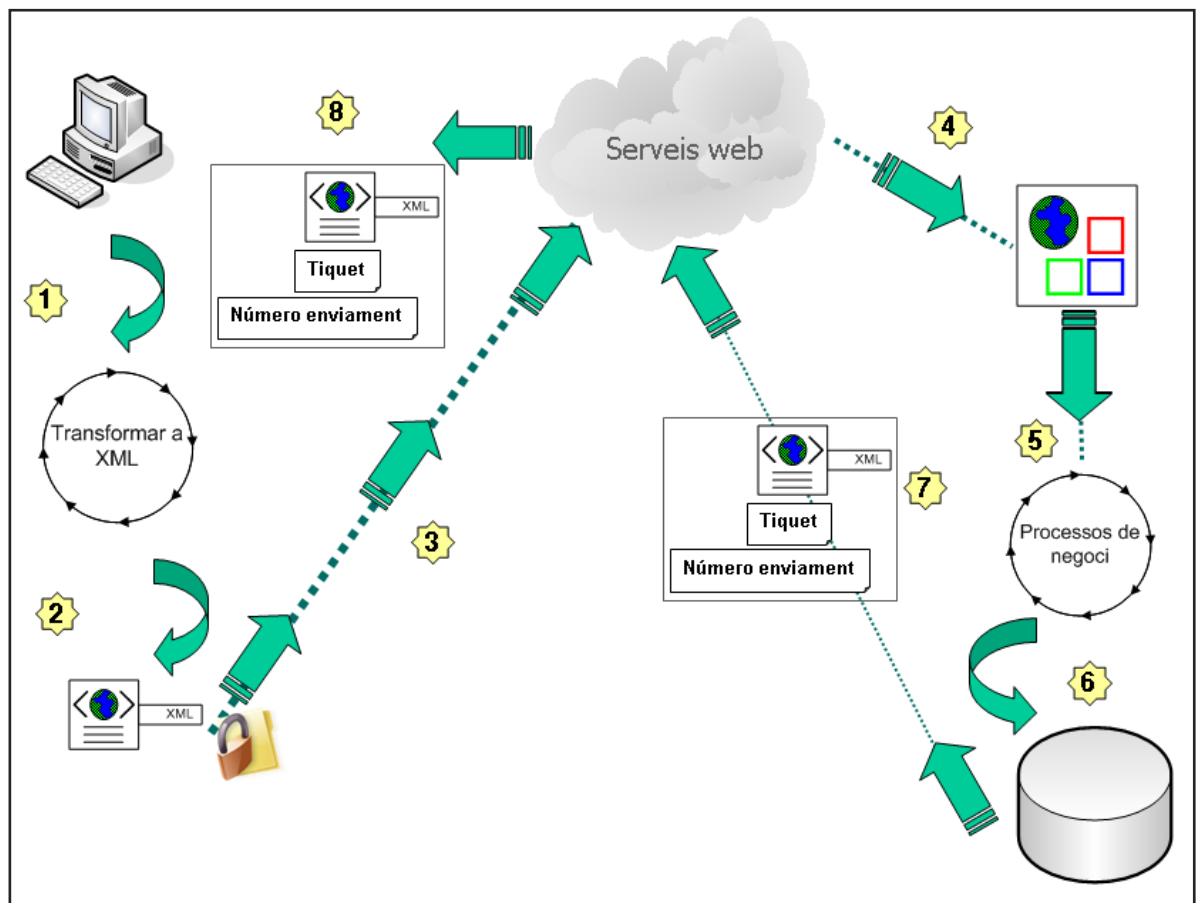 8
4
Serveis web
XML
Tiquet
Número enviament
1
Transformar a
XML
5
XML
7
Tiquet
Número enviament
3
Processos de
negoci
2
6
XML